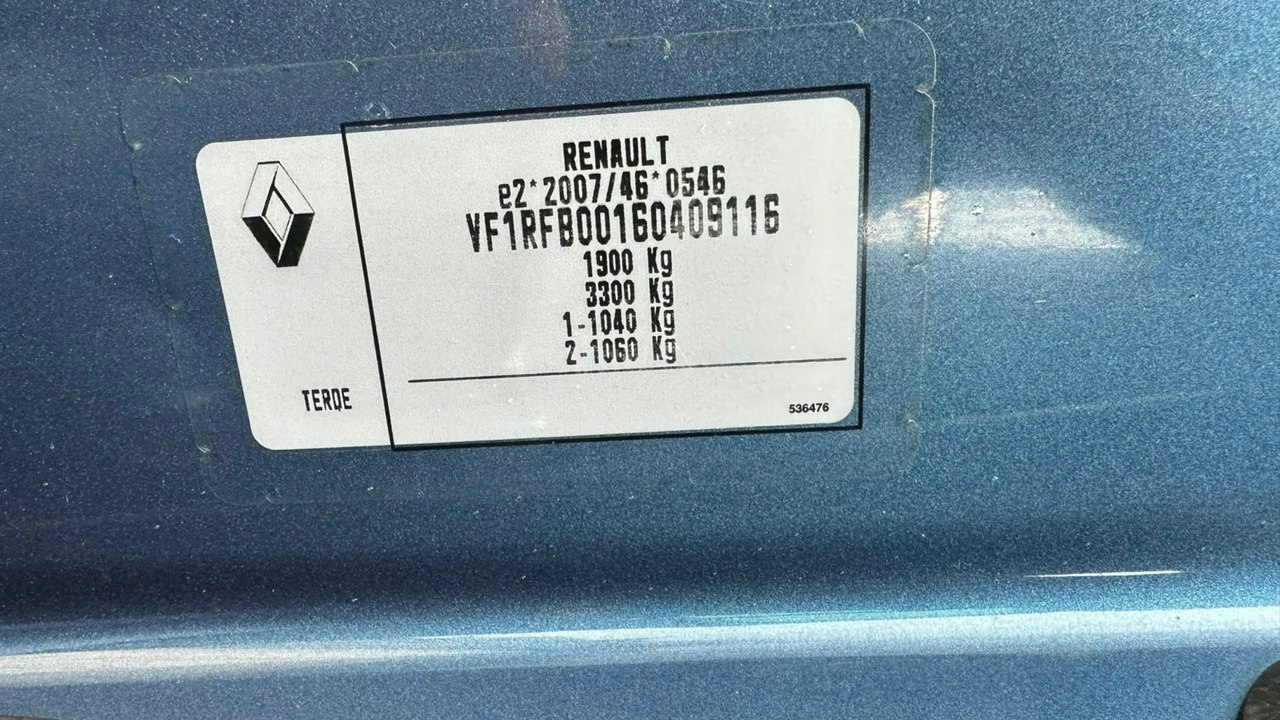 RENAULT
e2*2007/46*0546
VF1RFB00160409116
1900 Kg
3300 Kg
1-1040 Kg
2-1060 Kg
TERQE
536476